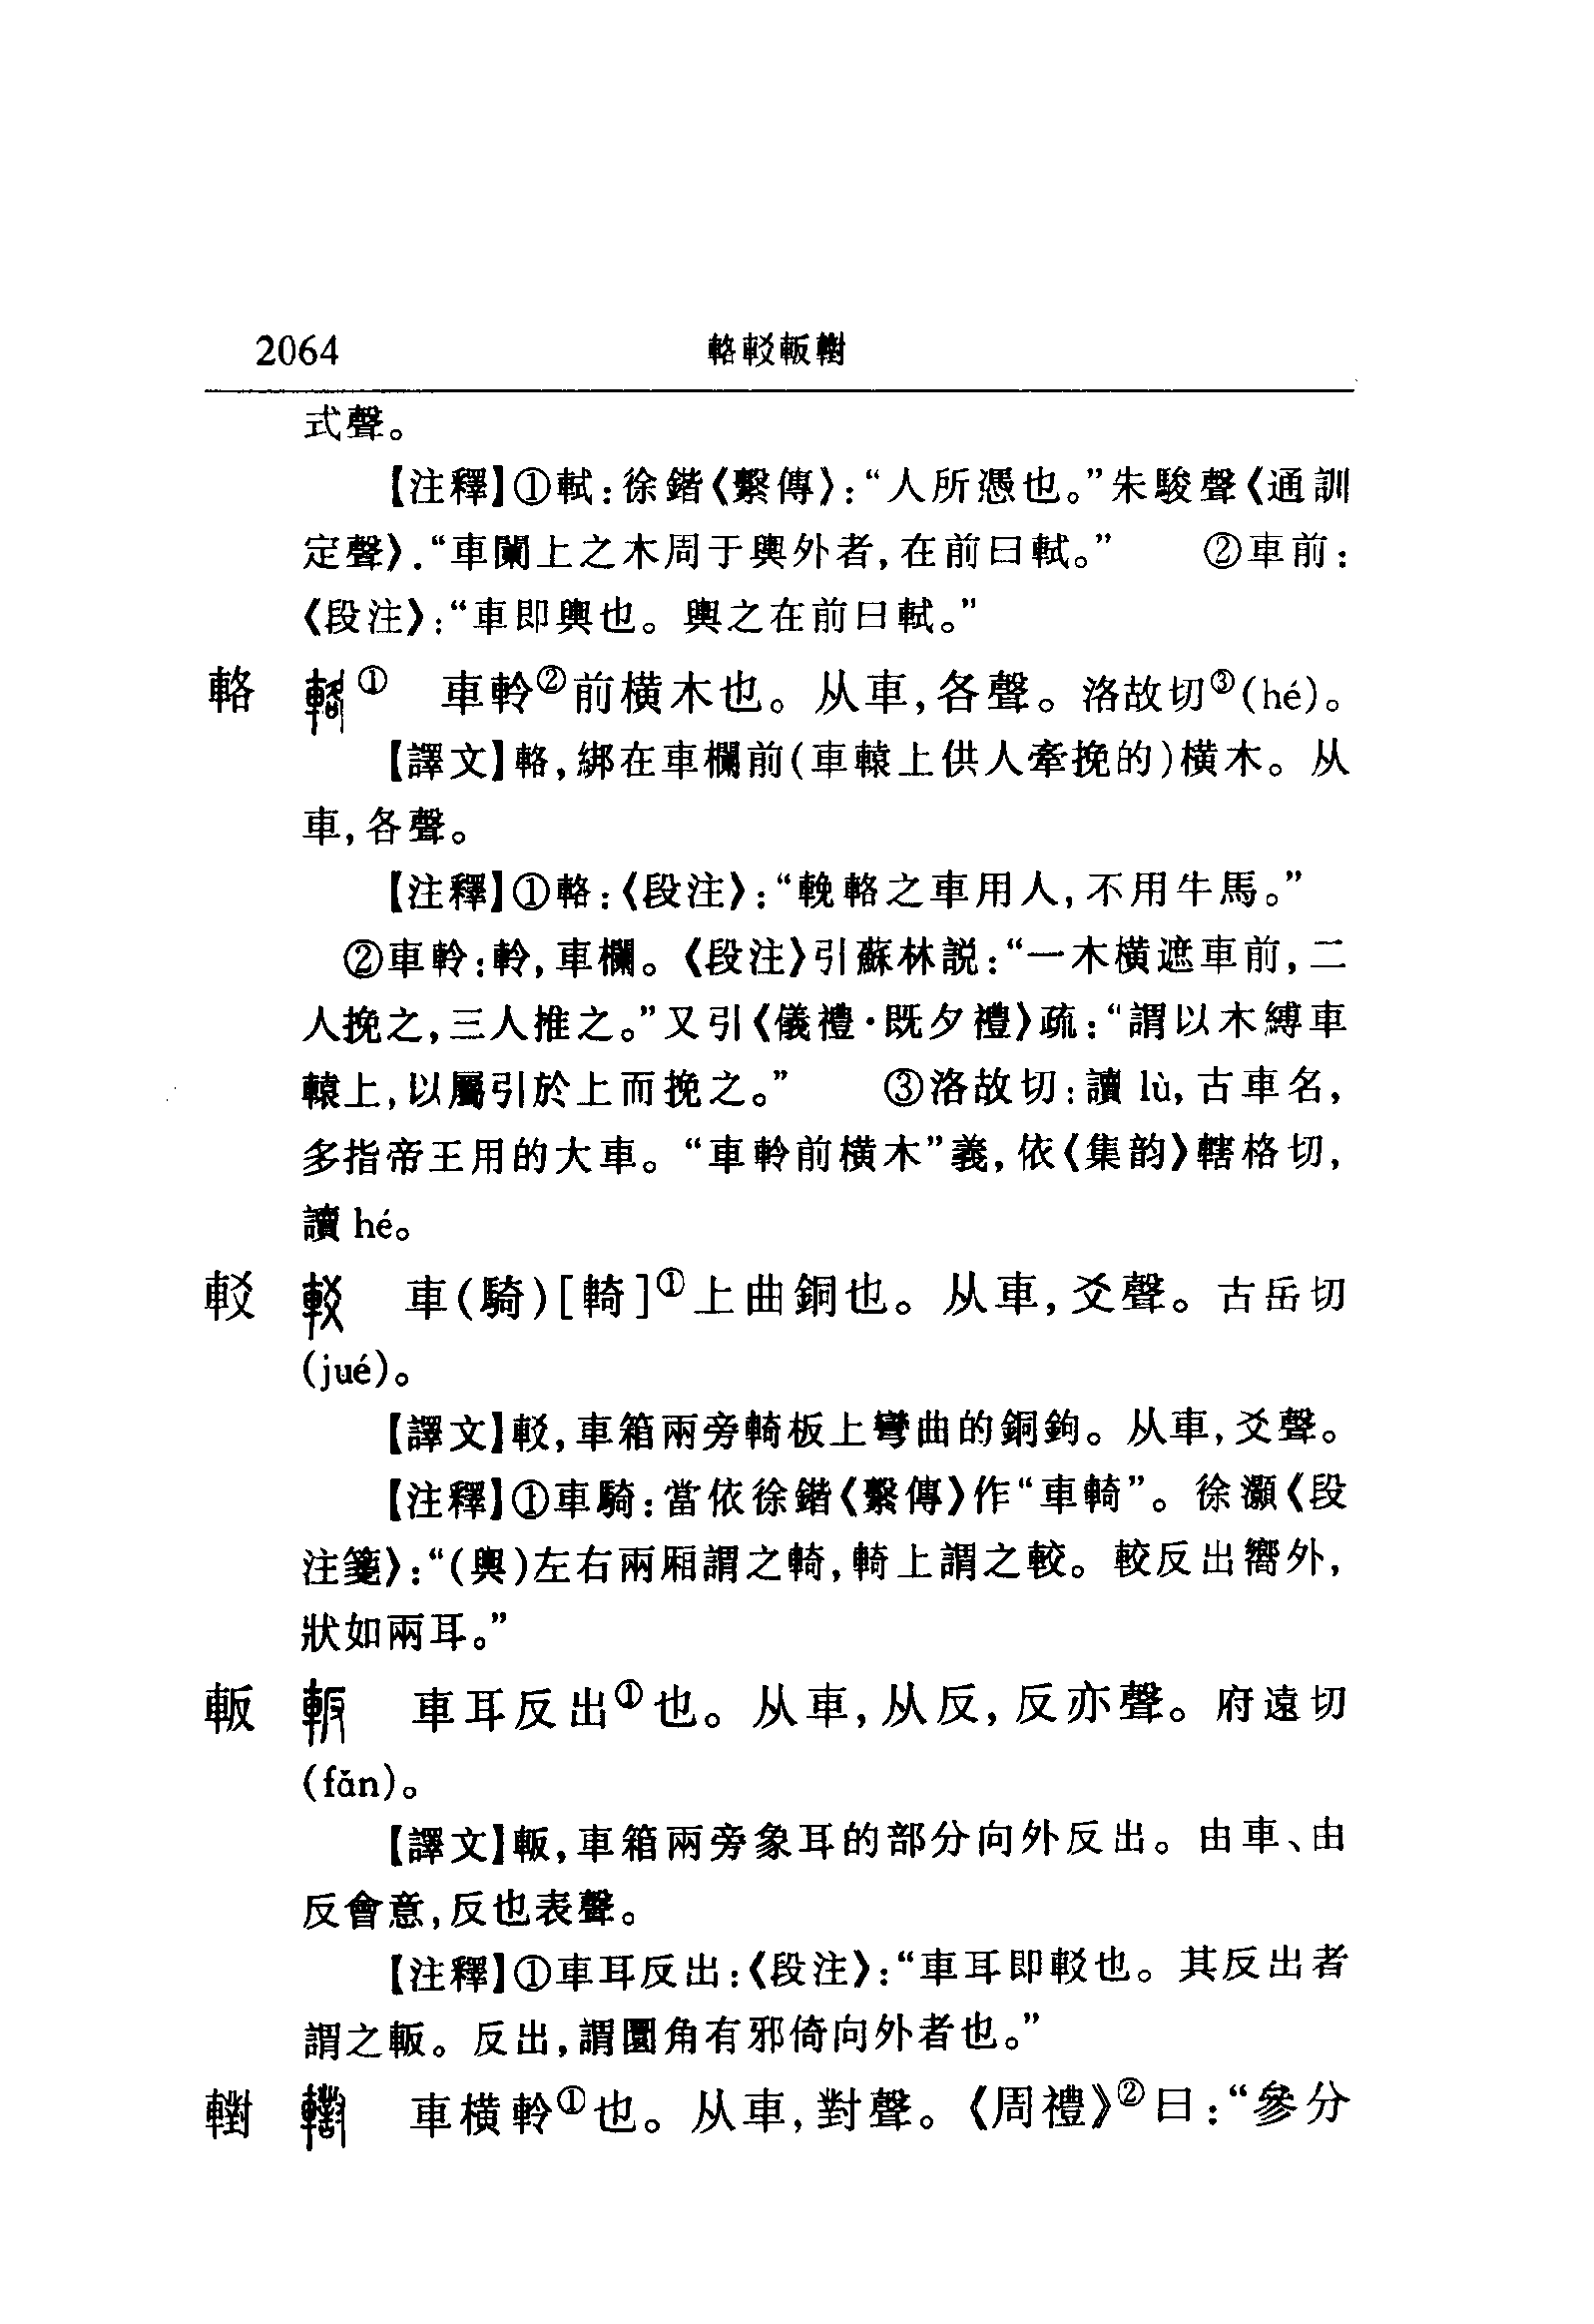 2064 輅較軓轛
式聲。
【注釋】①軾：徐鍇《繫傳》：“人所憑也。”朱駿聲《通訓
定聲》．“車闌上之木周于輿外者，在前曰軾。” ②車前：
《段注》：“車即輿也。輿之在前曰軾。”
輅 ① 車軨②前横木也。从車，各聲。洛故切③(hé)。
【譯文】輅，綁在車欄前(車轅上供人牽挽的)横木。从
車，各聲。
【注釋】①輅：《段注》：“輓輅之車用人，不用牛馬。”
②車軨：軨，車欄。《段注》引蘇林説：“一木横遮車前，二
人挽之，三人推之。”又引《儀禮·既夕禮》疏：“謂以木縛車
轅上，以屬引於上而挽之。” ③洛故切：讀 lù，古車名，
多指帝王用的大車。“車軨前横木”義，依《集韵》轄格切，
讀 hé。
䡈 車(騎)[輢]①上曲銅也。从車，爻聲。古岳切
(jué)。
【譯文】䡈，車箱兩旁輢板上彎曲的銅鉤。从車，爻聲。
【注釋】①車騎：當依徐鍇《繫傳》作“車輢”。徐灝《段
注箋》：“(輿)左右兩厢謂之輢，輢上謂之較。較反出嚮外，
狀如兩耳。”
軬 車耳反出①也。从車，从反，反亦聲。府遠切
(fǎn)。
【譯文】䡊，車箱兩旁象耳的部分向外反出。由車、由
反會意，反也表聲。
【注釋】①車耳反出：《段注》：“車耳即䡈也。其反出者
謂之䡊。反出，謂圜角有邪倚向外者也。”
轛 車横軨①也。从車，對聲。《周禮》②曰：“參分